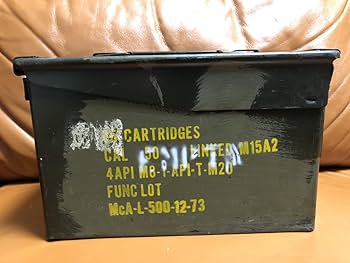 CARTRIDGES
CAL 50 LINKED M15A2
4API M8-1-API-T-M20
FUNC LOT
McA-L-500-12-73